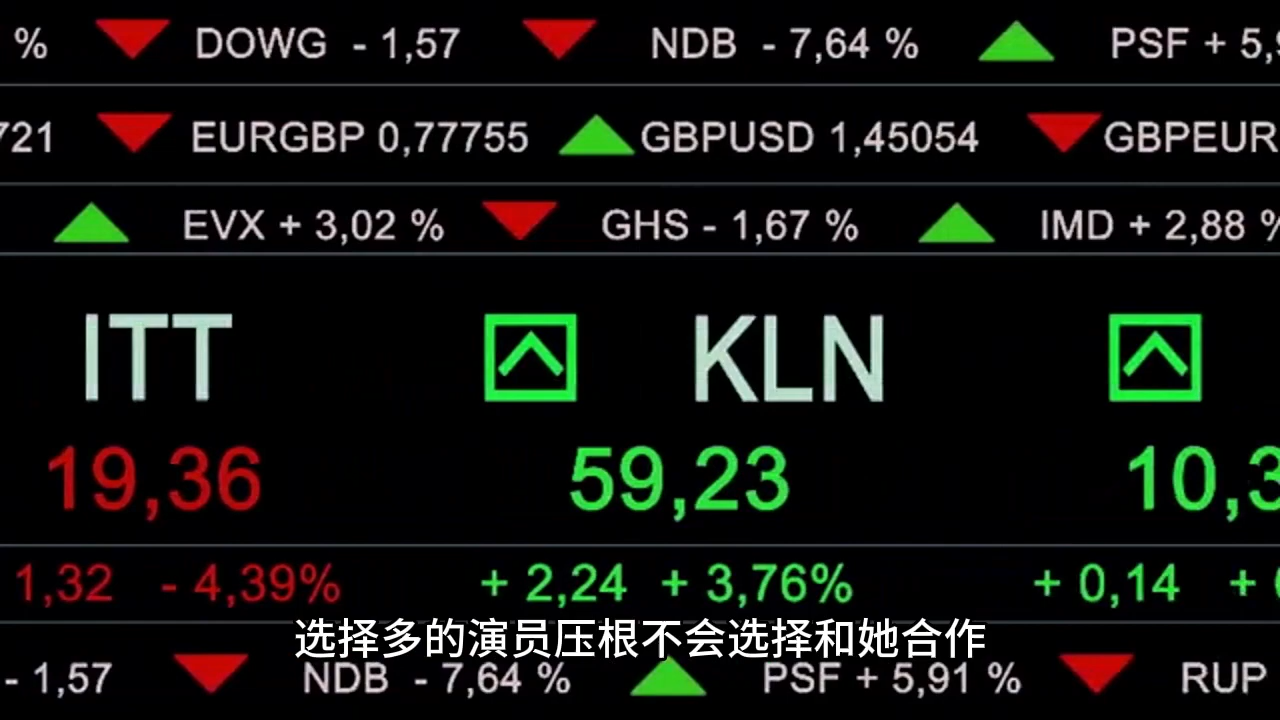 % DOWG - 1,57 NDB - 7,64 % PSF + 5,9
721 EURGBP 0,77755 GBPUSD 1,45054 GBPEUR
EVX + 3,02 % GHS - 1,67 % IMD + 2,88 %
ITT KLN
19,36 59,23 10,3
1,32 - 4,39% + 2,24 + 3,76% + 0,14 +
选择多的演员压根不会选择和她合作
- 1,57 NDB - 7,64 % PSF + 5,91 % RUP